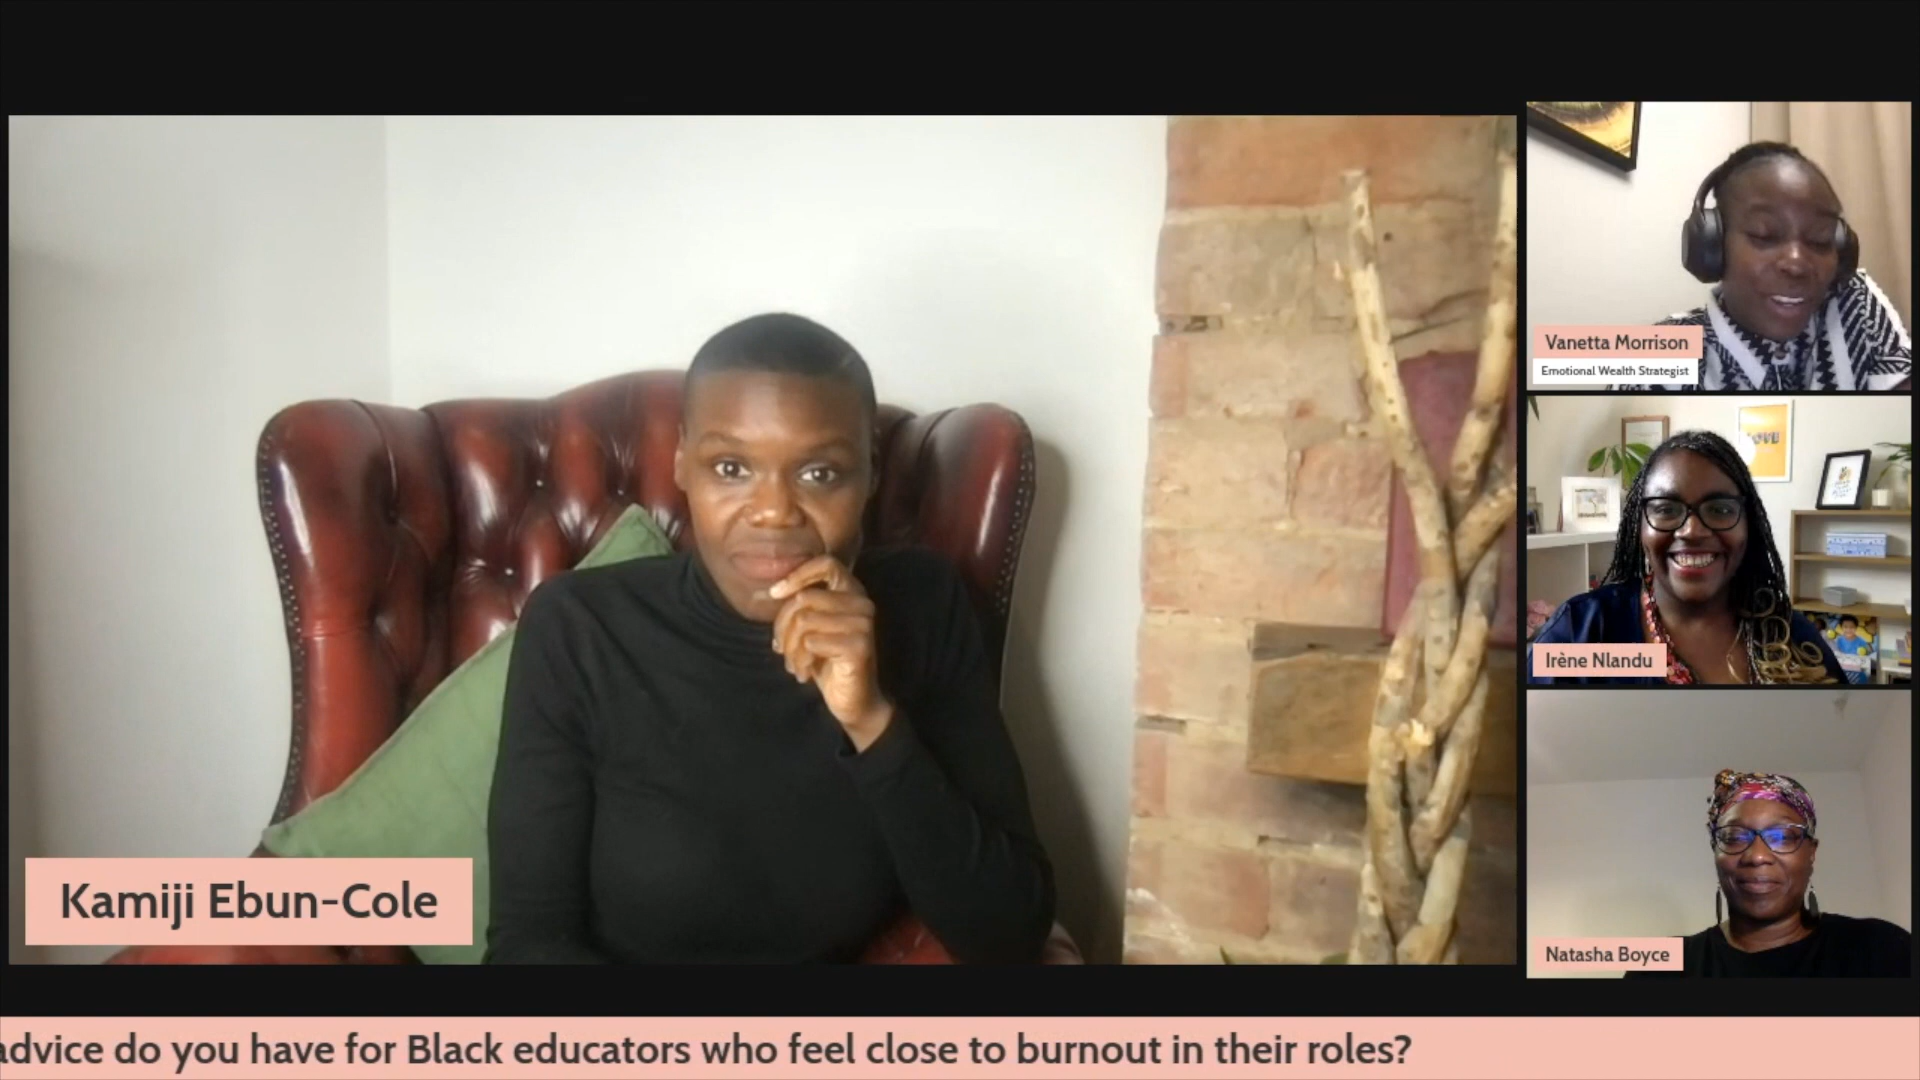 Vanetta Morrison
Emotional Wealth Strategist
LOVE
Irène Nlandu
Kamiji Ebun-Cole
Natasha Boyce
advice do you have for Black educators who feel close to burnout in their roles?